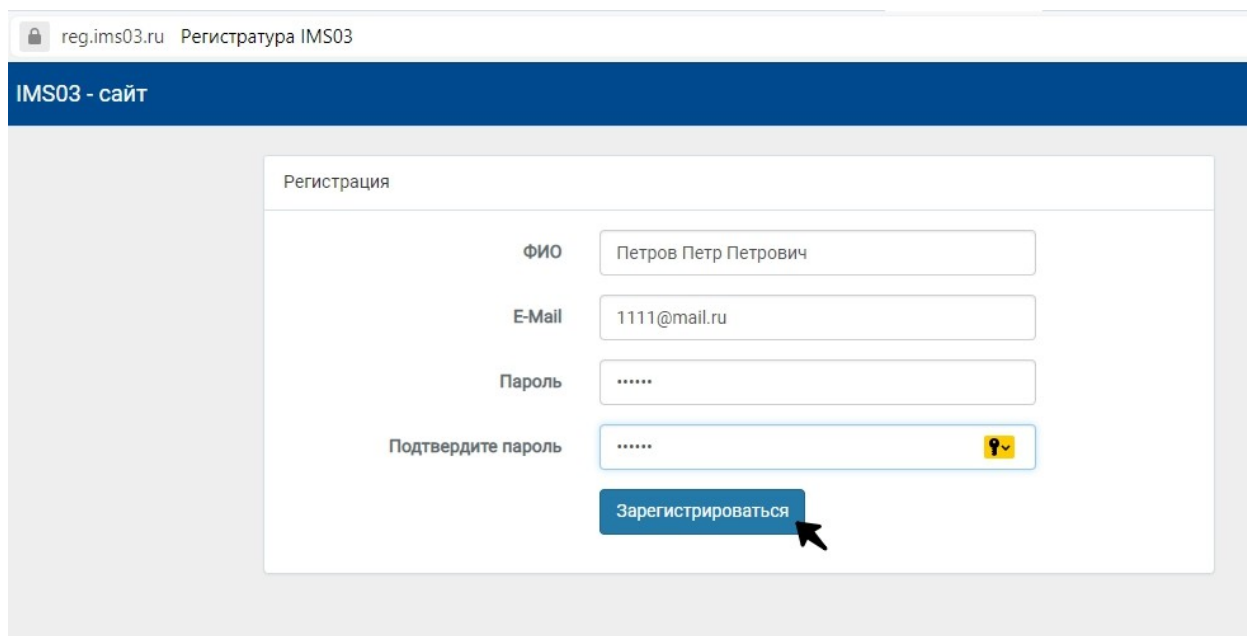 reg.ims03.ru Регистратура IMS03
IMS03 - сайт
Регистрация
ФИО Петров Петр Петрович
E-Mail 1111@mail.ru
Пароль ••••••
Подтвердите пароль ••••••
Зарегистрироваться